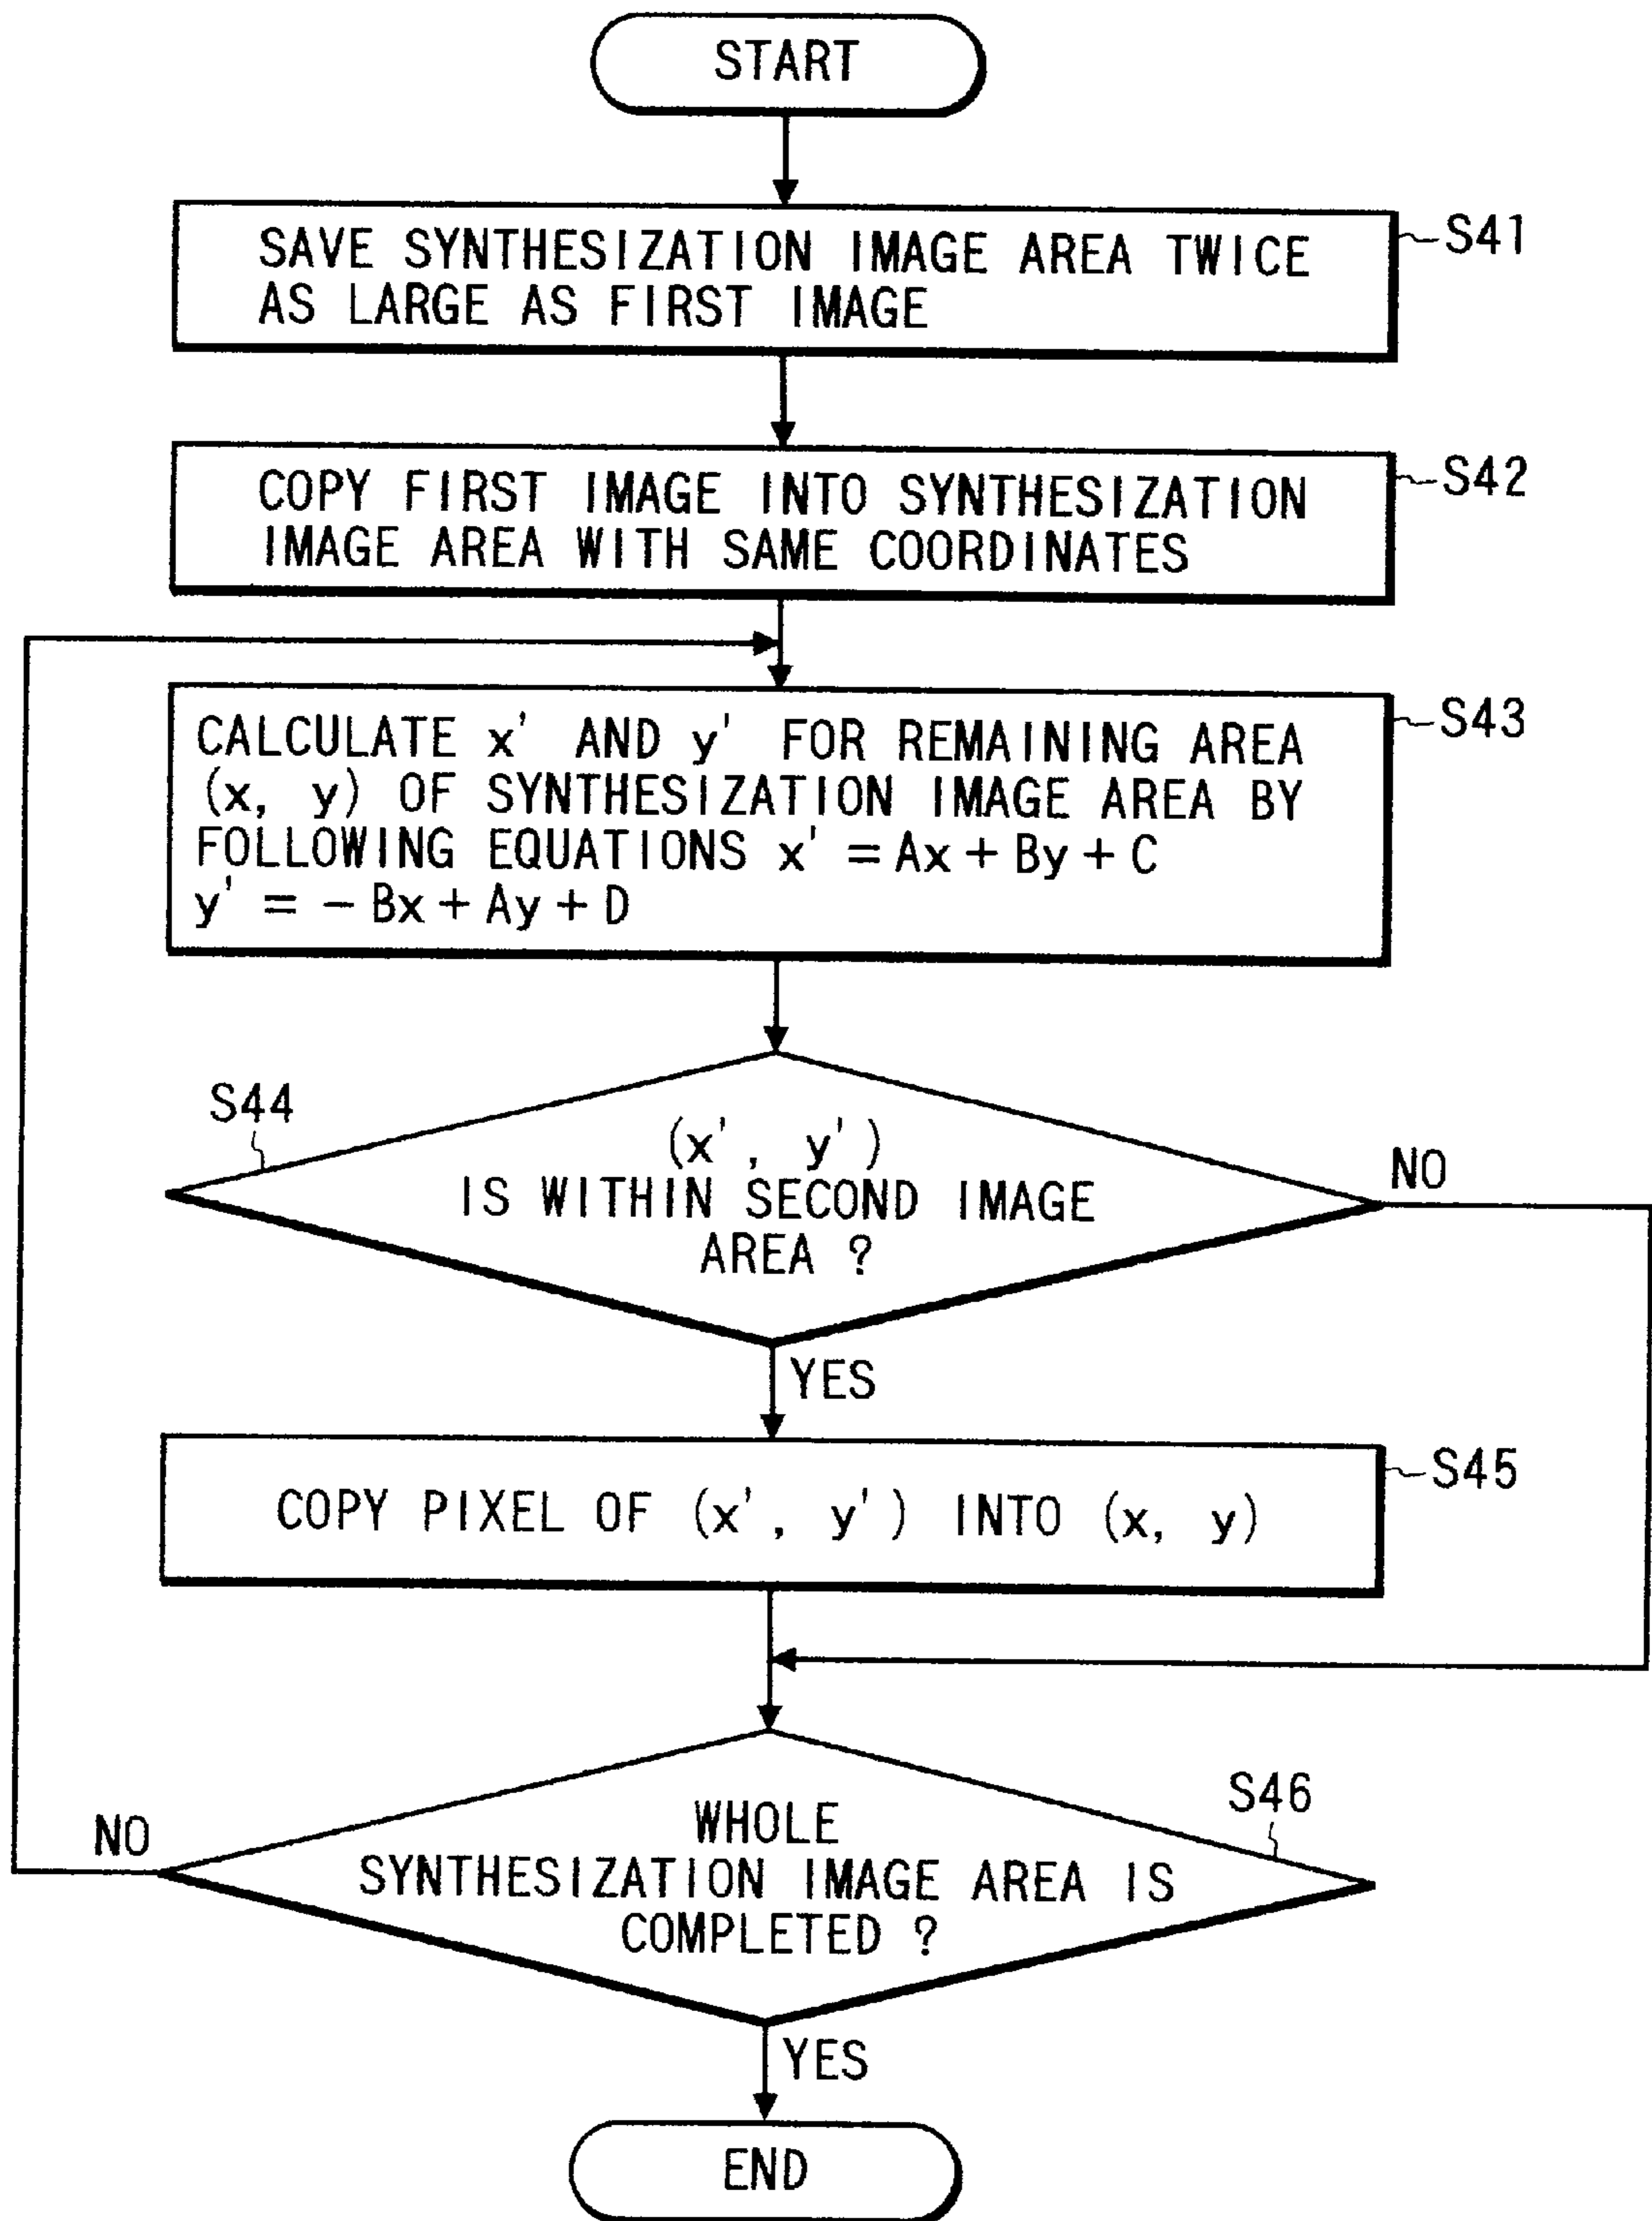 START
SAVE SYNTHESIZATION IMAGE AREA TWICE
AS LARGE AS FIRST IMAGE
S41
COPY FIRST IMAGE INTO SYNTHESIZATION
IMAGE AREA WITH SAME COORDINATES
S42
CALCULATE x' AND y' FOR REMAINING AREA
(x, y) OF SYNTHESIZATION IMAGE AREA BY
FOLLOWING EQUATIONS x' = Ax + By + C
y' = - Bx + Ay + D
S43
S44
(x', y')
IS WITHIN SECOND IMAGE
AREA ?
NO
YES
COPY PIXEL OF (x', y') INTO (x, y)
S45
S46
WHOLE
SYNTHESIZATION IMAGE AREA IS
COMPLETED ?
NO
YES
END